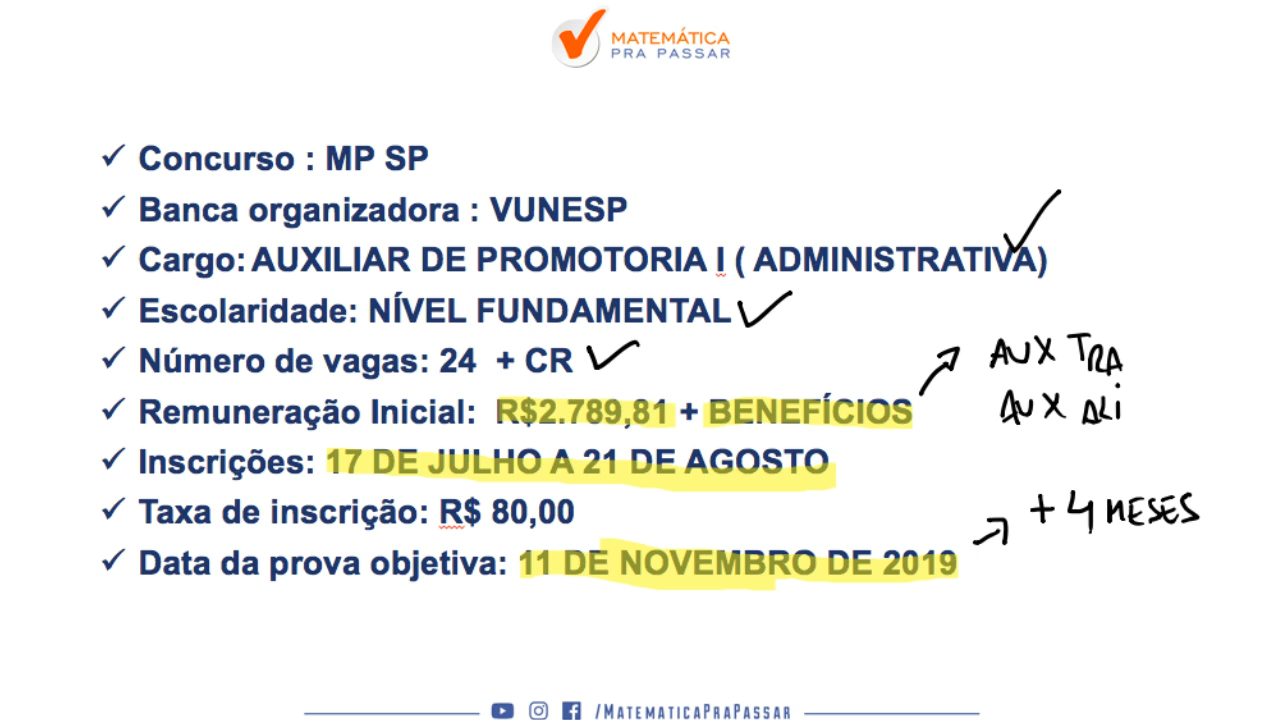 MATEMÁTICA
PRA PASSAR
✓ Concurso : MP SP
✓ Banca organizadora : VUNESP
✓ Cargo: AUXILIAR DE PROMOTORIA I ( ADMINISTRATIVA)
✓ Escolaridade: NÍVEL FUNDAMENTAL
✓ Número de vagas: 24 + CR
✓ Remuneração Inicial: R$2.789,81 + BENEFÍCIOS
AUX TRA
AUX ALI
✓ Inscrições: 17 DE JULHO A 21 DE AGOSTO
✓ Taxa de inscrição: R$ 80,00
✓ Data da prova objetiva: 11 DE NOVEMBRO DE 2019
+ 4 MESES
/MATEMATICAPRAPASSAR